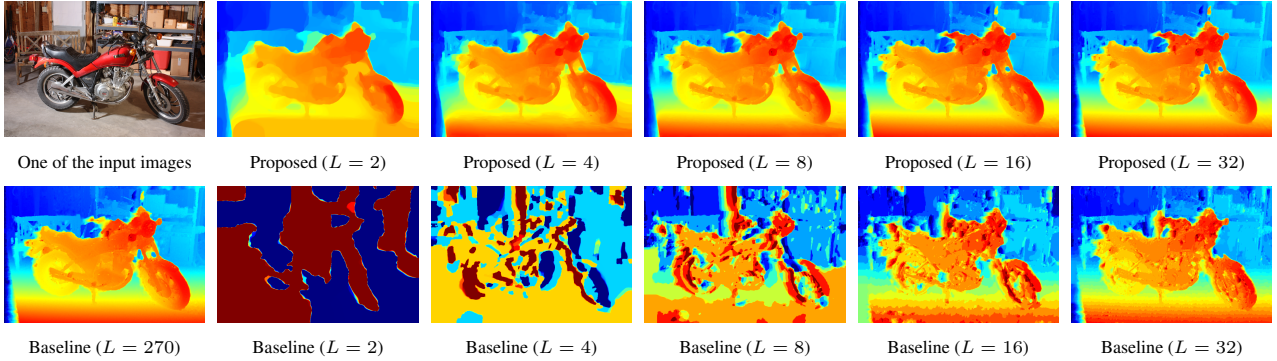 One of the input images Proposed (L = 2) Proposed (L = 4) Proposed (L = 8) Proposed (L = 16) Proposed (L = 32)
Baseline (L = 270) Baseline (L = 2) Baseline (L = 4) Baseline (L = 8) Baseline (L = 16) Baseline (L = 32)